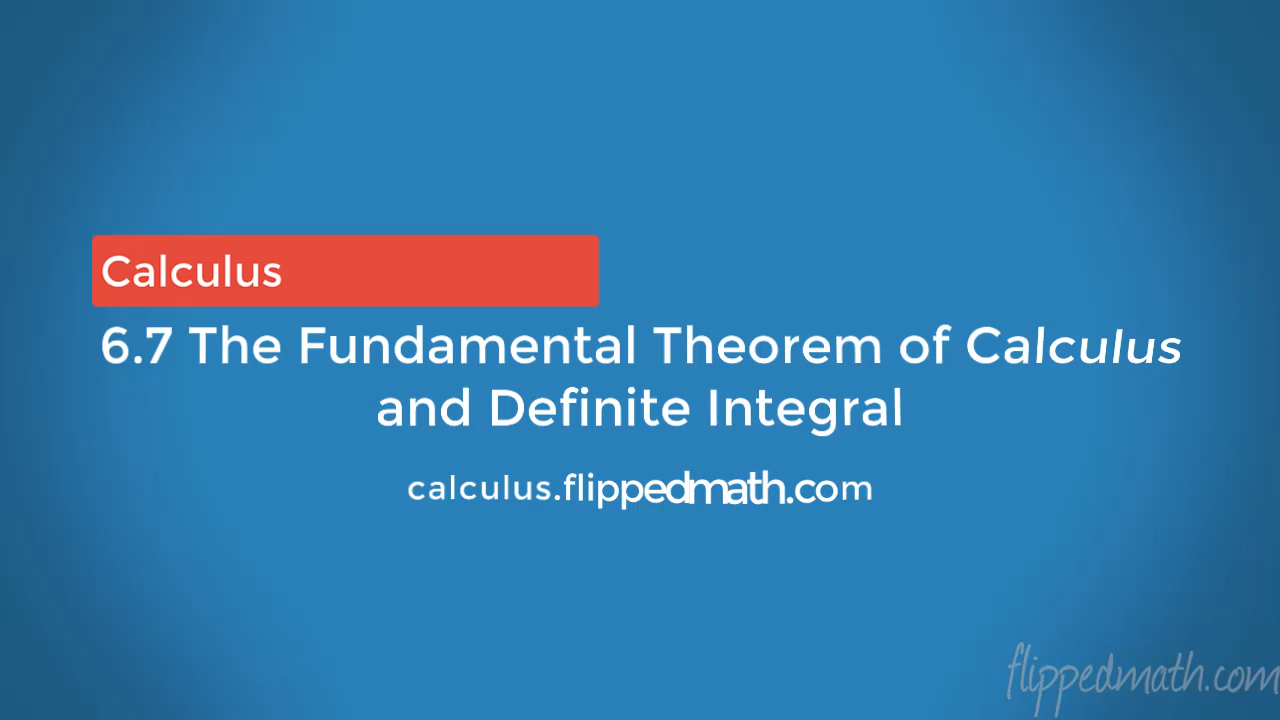 Calculus
6.7 The Fundamental Theorem of Calculus
and Definite Integral
calculus.flippedmath.com
flippedmath.com